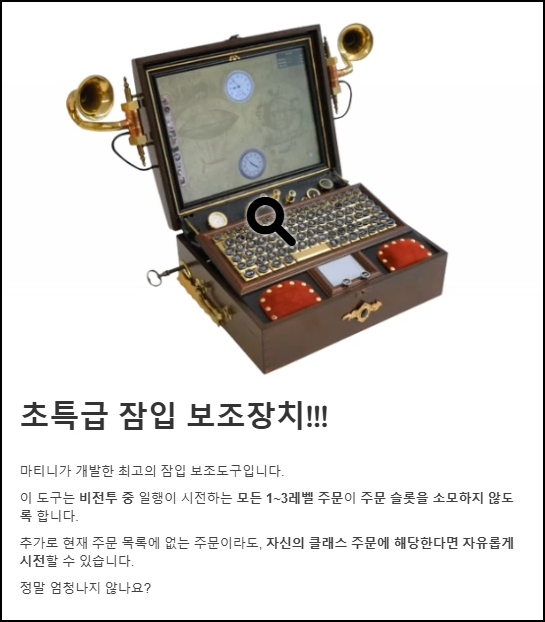 초특급 잠입 보조장치!!!
마티니가 개발한 최고의 잠입 보조도구입니다.
이 도구는 비전투 중 일행이 시전하는 모든 1~3레벨 주문이 주문 슬롯을 소모하지 않도
록 합니다.
추가로 현재 주문 목록에 없는 주문이라도, 자신의 클래스 주문에 해당한다면 자유롭게
시전할 수 있습니다.
정말 엄청나지 않나요?